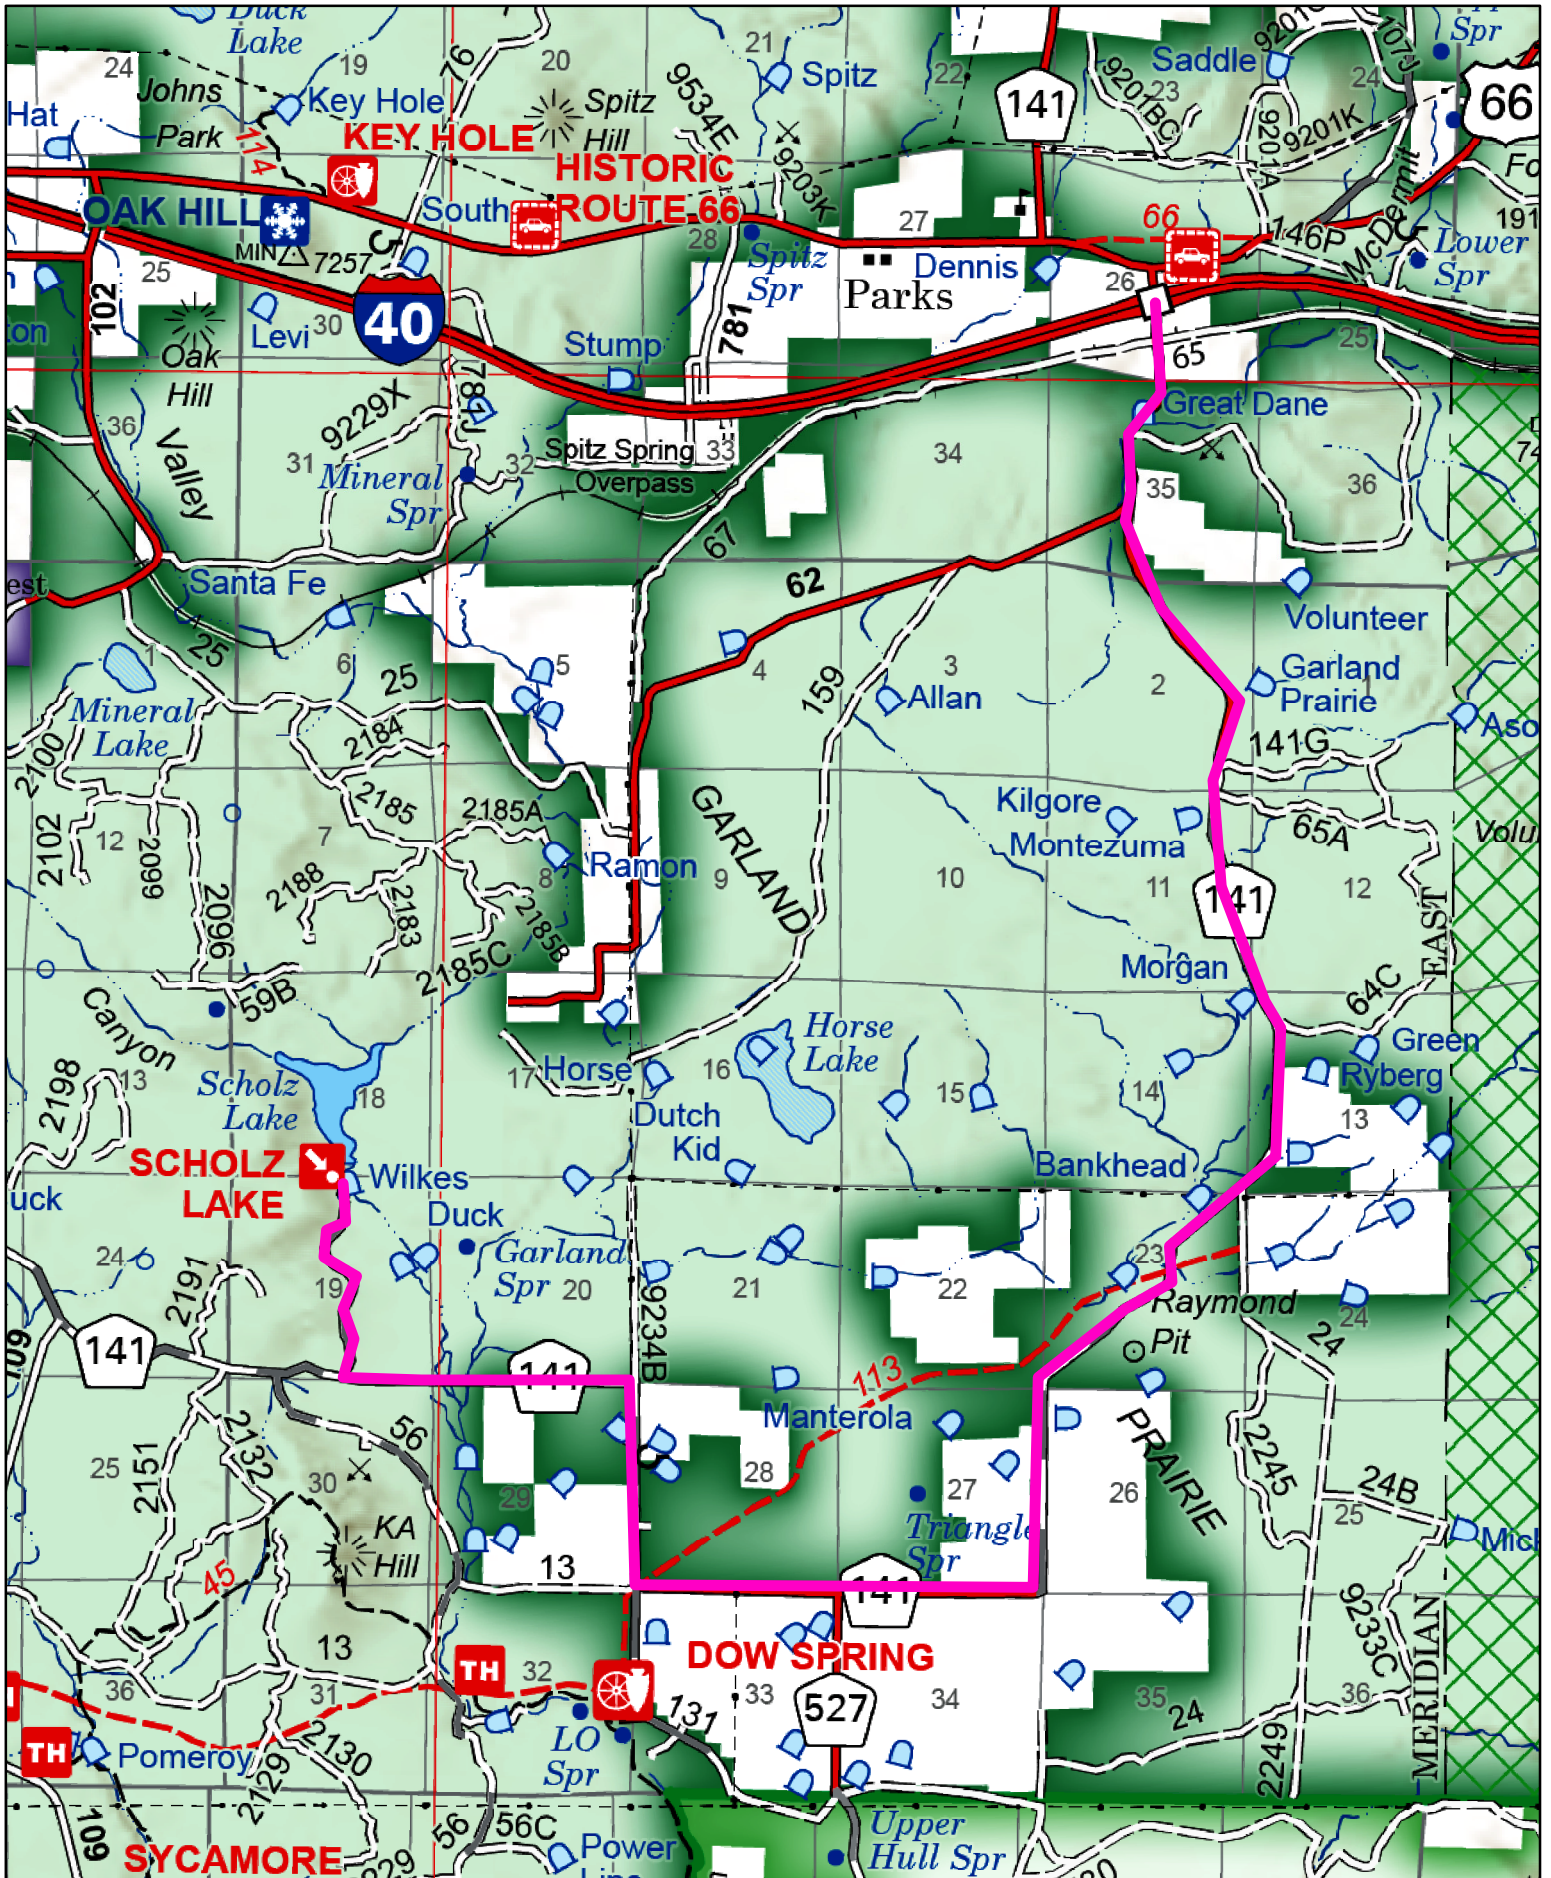 Duck
Lake
Spr
24
19
76
20
21
22
23
24
Johns
Park
Key Hole
Spitz
Hill
9534E
Spitz
141
9201BC
Saddle
107J
66
Hat
114
KEY HOLE
9203K
9201A
9201K
HISTORIC
ROUTE 66
OAK HILL
South
27
28
66
146P
McDermit
191
MIN
7257
25
Spitz
Spr
Dennis
26
Lower
Spr
102
Levi
30
40
Parks
781
Stump
65
25
Oak
Hill
9229X
787J
Great Dane
36
Valley
31
Mineral
Spr
32
Spitz Spring
Overpass
33
34
35
36
67
62
Santa Fe
Volunteer
25
1
6
5
4
3
2
1
Mineral
Lake
25
159
Allan
Garland
Prairie
2100
2184
141G
2185
2185A
GARLAND
Kilgore
Montezuma
65A
2102
12
2099
7
2188
2183
8
Ramon
9
10
11
12
141
2096
2185B
2185C
Morgan
EAST
59B
64C
Canyon
Horse
Lake
Green
Ryberg
Scholz
Lake
18
2198
13
17
Horse
16
15
14
13
Dutch
Kid
SCHOLZ
LAKE
Wilkes
Bankhead
Duck
Garland
Spr
24
2191
19
20
21
22
23
24
9234B
Raymond
Pit
109
141
141
113
24
Manterola
56
PRAIRIE
25
2151
2132
30
29
28
27
26
2245
24B
25
KA
Hill
Triangle
Spr
45
13
141
9233C
13
DOW SPRING
TH
32
36
31
33
34
35
36
527
131
24
TH
Pomeroy
2130
2129
LO
Spr
2249
MERIDIAN
109
56
56C
Upper
Hull Spr
SYCAMORE
Power